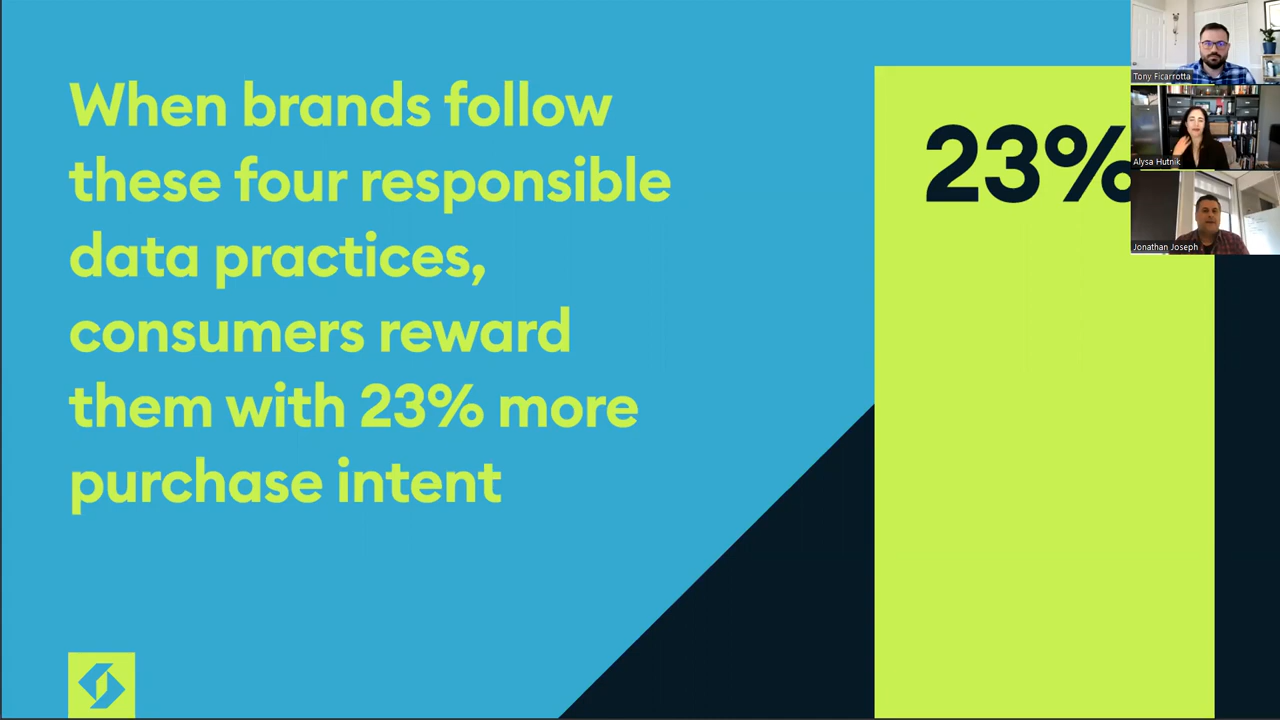 When brands follow
these four responsible
data practices,
consumers reward
them with 23% more
purchase intent
23%
Tony Ficarrotta
Alysa Hutnik
Jonathan Joseph